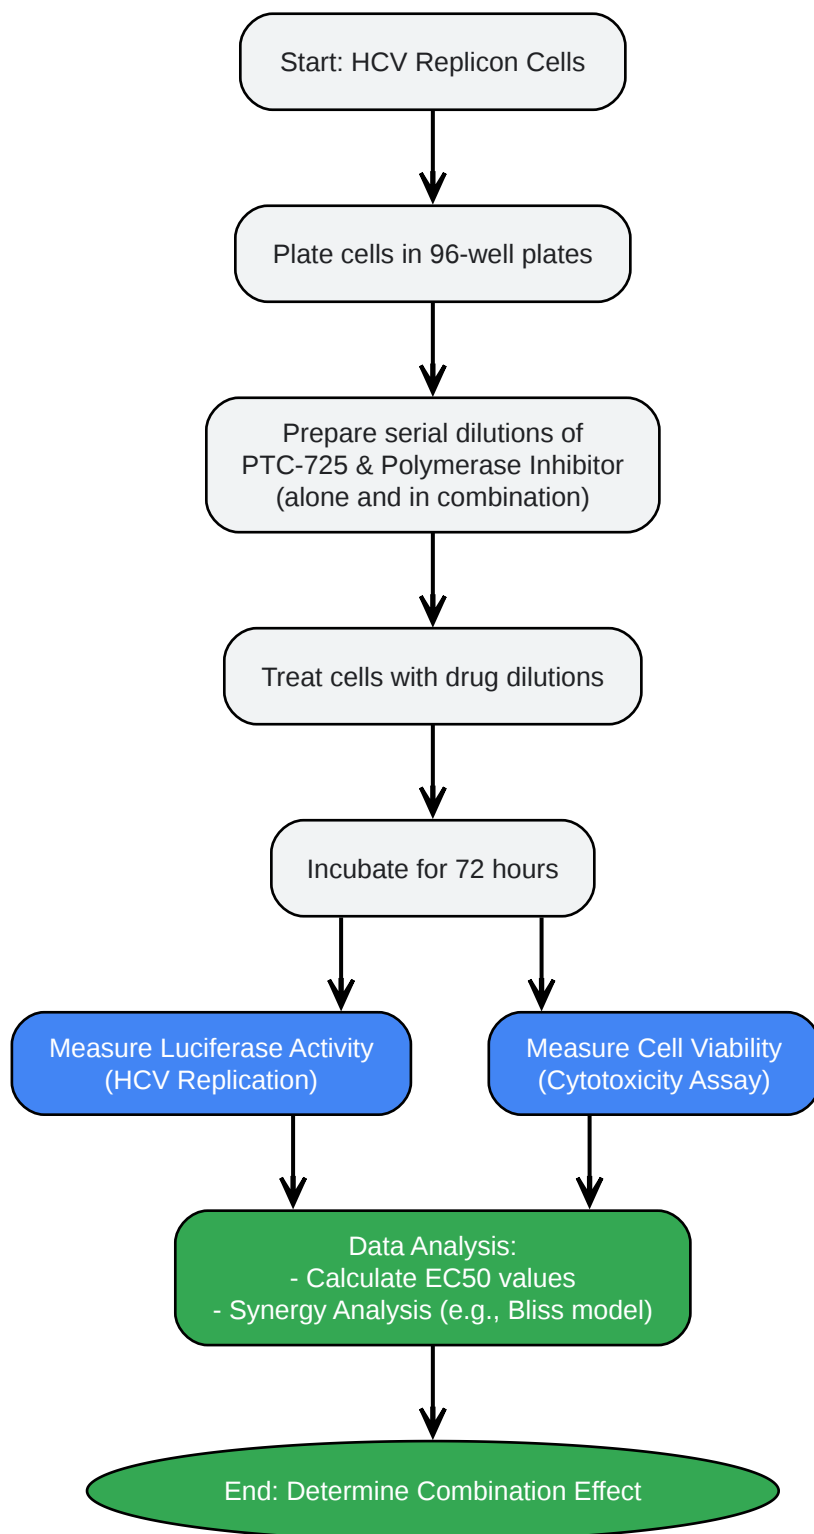 Start: HCV Replicon Cells
Plate cells in 96-well plates
Prepare serial dilutions of
PTC-725 & Polymerase Inhibitor
(alone and in combination)
Treat cells with drug dilutions
Incubate for 72 hours
Measure Luciferase Activity
(HCV Replication)
Measure Cell Viability
(Cytotoxicity Assay)
Data Analysis:
- Calculate EC50 values
- Synergy Analysis (e.g., Bliss model)
End: Determine Combination Effect